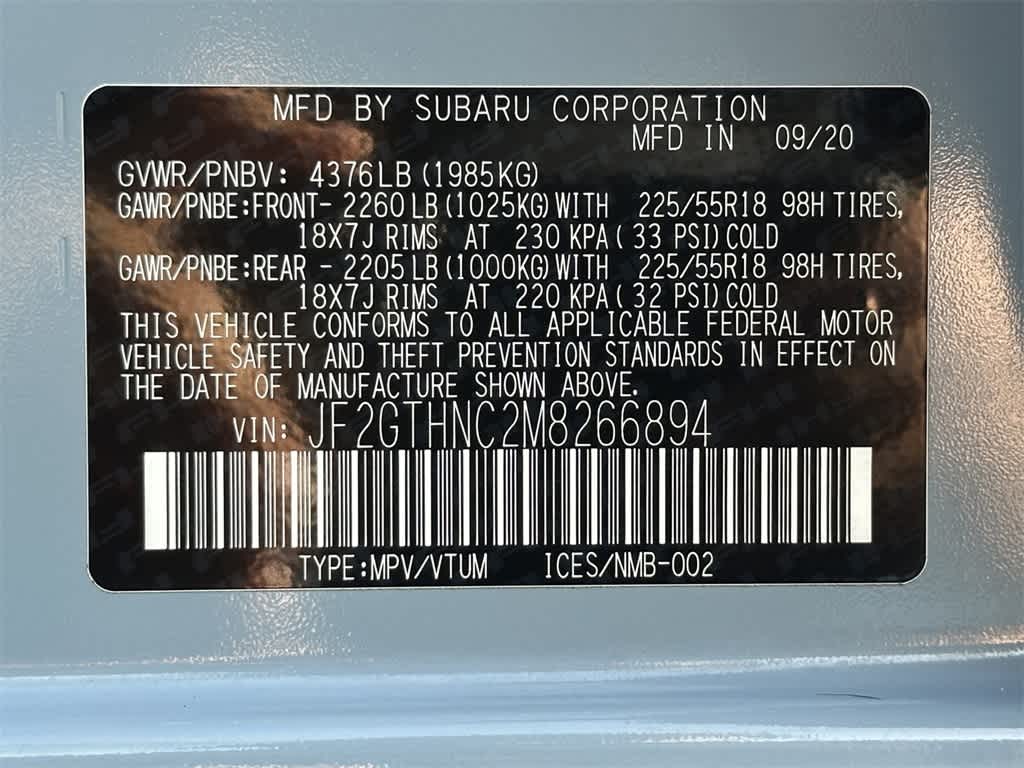 MFD BY SUBARU CORPORATION
MFD IN 09/20
GVWR/PNBV: 4376LB (1985KG)
GAWR/PNBE:FRONT- 2260 LB (1025KG) WITH 225/55R18 98H TIRES,
18X7J RIMS AT 230 KPA ( 33 PSI) COLD
GAWR/PNBE:REAR - 2205 LB (1000KG) WITH 225/55R18 98H TIRES,
18X7J RIMS AT 220 KPA ( 32 PSI) COLD
THIS VEHICLE CONFORMS TO ALL APPLICABLE FEDERAL MOTOR
VEHICLE SAFETY AND THEFT PREVENTION STANDARDS IN EFFECT ON
THE DATE OF MANUFACTURE SHOWN ABOVE.
VIN: JF2GTHNC2M8266894
TYPE:MPV/VTUM ICES/NMB-002